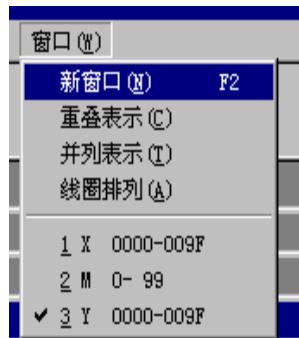 窗口(W)
新窗口(N) F2
重叠表示(C)
并列表示(T)
线圈排列(A)
1 X 0000-009F
2 M 0- 99
✔ 3 Y 0000-009F